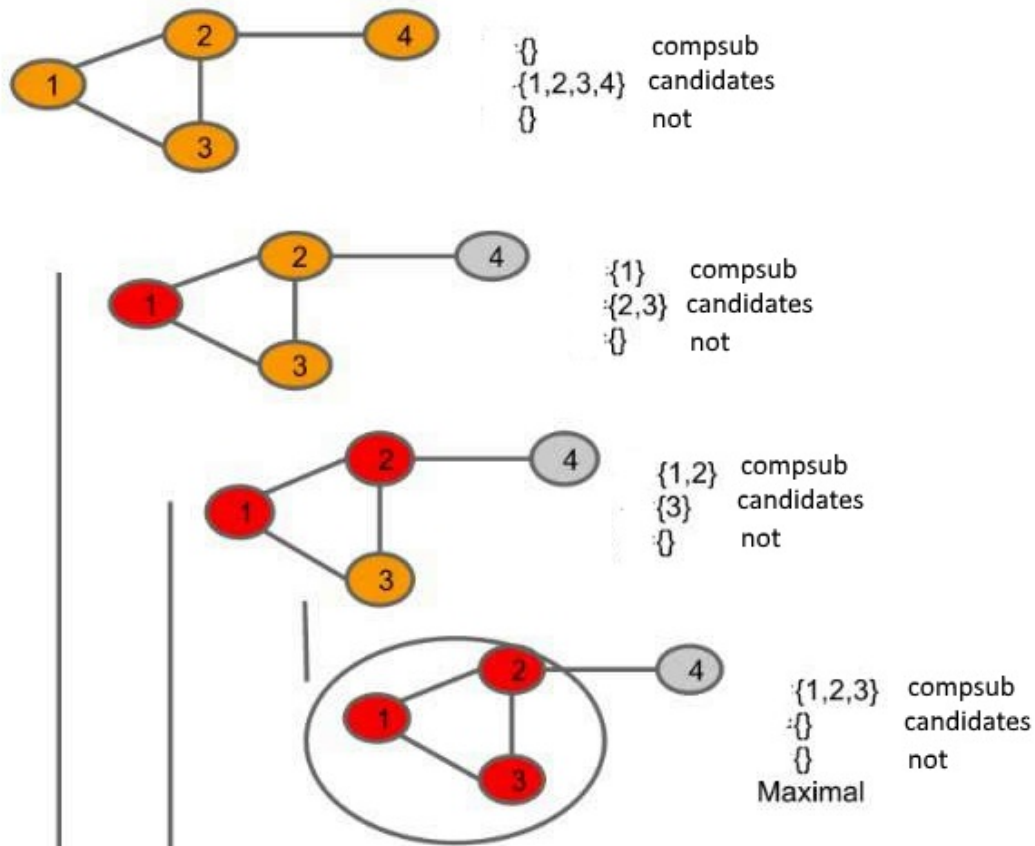 2 4
1
3
:{} compsub
·{1,2,3,4} candidates
{} not
2 4
1
3
:{1} compsub
:{2,3} candidates
:{} not
2 4
1
3
{1,2} compsub
:{3} candidates
:{} not
2 4
1
3
:{1,2,3} compsub
:{} candidates
{} not
Maximal